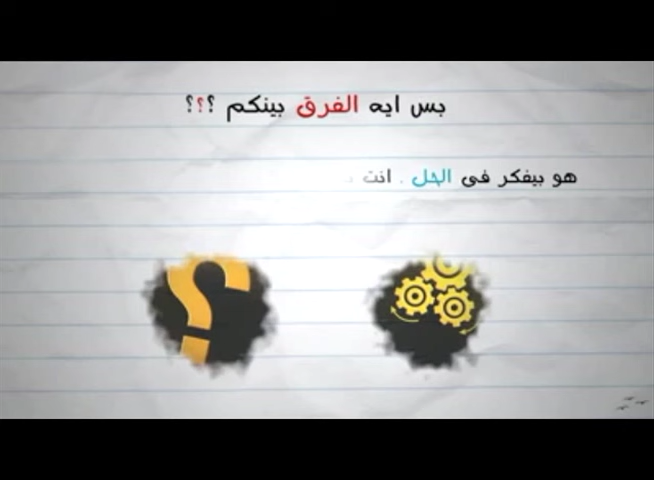 بس ايه الفرق بينكم ؟؟؟
هو بيفكر فى الحل . انت